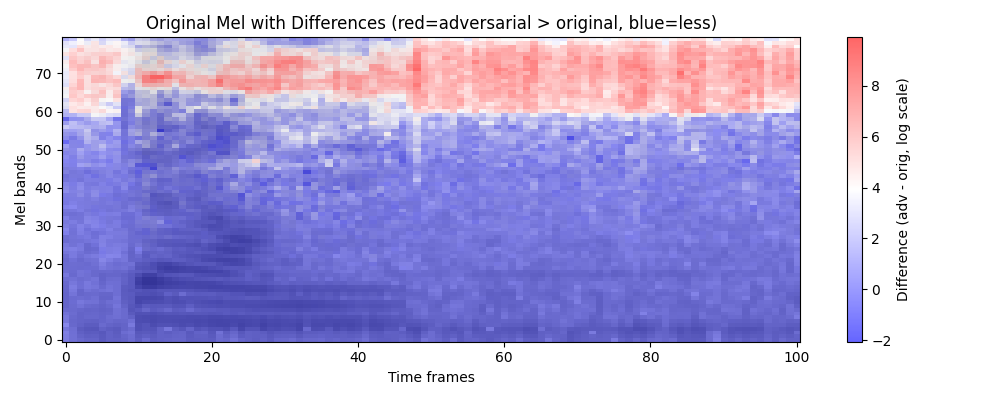 Original Mel with Differences (red=adversarial > original, blue=less)
Mel bands
70
60
50
40
30
20
10
0
0 20 40 60 80 100
Time frames
8
6
4
2
0
−2
Difference (adv - orig, log scale)